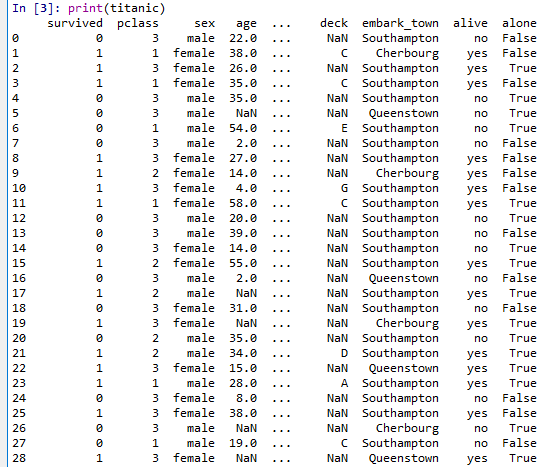 In [3]: print(titanic)
survived pclass sex age ... deck embark_town alive alone
0 0 3 male 22.0 ... NaN Southampton no False
1 1 1 female 38.0 ... C Cherbourg yes False
2 1 3 female 26.0 ... NaN Southampton yes True
3 1 1 female 35.0 ... C Southampton yes False
4 0 3 male 35.0 ... NaN Southampton no True
5 0 3 male NaN ... NaN Queenstown no True
6 0 1 male 54.0 ... E Southampton no True
7 0 3 male 2.0 ... NaN Southampton no False
8 1 3 female 27.0 ... NaN Southampton yes False
9 1 2 female 14.0 ... NaN Cherbourg yes False
10 1 3 female 4.0 ... G Southampton yes False
11 1 1 female 58.0 ... C Southampton yes True
12 0 3 male 20.0 ... NaN Southampton no True
13 0 3 male 39.0 ... NaN Southampton no False
14 0 3 female 14.0 ... NaN Southampton no True
15 1 2 female 55.0 ... NaN Southampton yes True
16 0 3 male 2.0 ... NaN Queenstown no False
17 1 2 male NaN ... NaN Southampton yes True
18 0 3 female 31.0 ... NaN Southampton no False
19 1 3 female NaN ... NaN Cherbourg yes True
20 0 2 male 35.0 ... NaN Southampton no True
21 1 2 male 34.0 ... D Southampton yes True
22 1 3 female 15.0 ... NaN Queenstown yes True
23 1 1 male 28.0 ... A Southampton yes True
24 0 3 female 8.0 ... NaN Southampton no False
25 1 3 female 38.0 ... NaN Southampton yes False
26 0 3 male NaN ... NaN Cherbourg no True
27 0 1 male 19.0 ... C Southampton no False
28 1 3 female NaN ... NaN Queenstown yes True